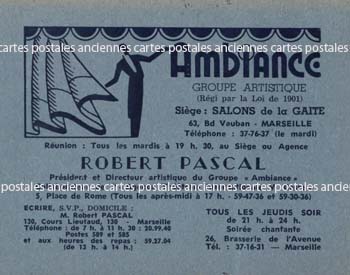 AMBIANCE
cartes postales anciennes cartes postales anciennes cartes postales anciennes
GROUPE ARTISTIQUE
(Régi par la Loi de 1901)
Siège : SALONS de la GAITE
63, Bd Vauban - MARSEILLE
Téléphone : 37-76-37 (le mardi)
Réunion : Tous les mardis à 19 h. 30, au Siège ou Agence
ROBERT PASCAL
Président et Directeur artistique du Groupe « Ambiance »
cartes postales anciennes cartes postales anciennes cartes postales anciennes
5, Place de Rome (Tous les après-midi à 17 h. - 59-47-36 et 59-30-36)
ECRIRE, S.V.P., DOMICILE :
M. Robert PASCAL
130, Cours Lieutaud, 130 - Marseille
Téléphone : de 7 h. à 11 h. 30 : 20.99.40
Postes 589 et 585
et aux heures des repas : 59.27.04
(de 13 h. à 14 h.)
TOUS LES JEUDIS SOIR
de 21 h. à 24 h.
Soirée chantante
26, Brasserie de l'Avenue
Tél. : 37-16-31 - Marseille